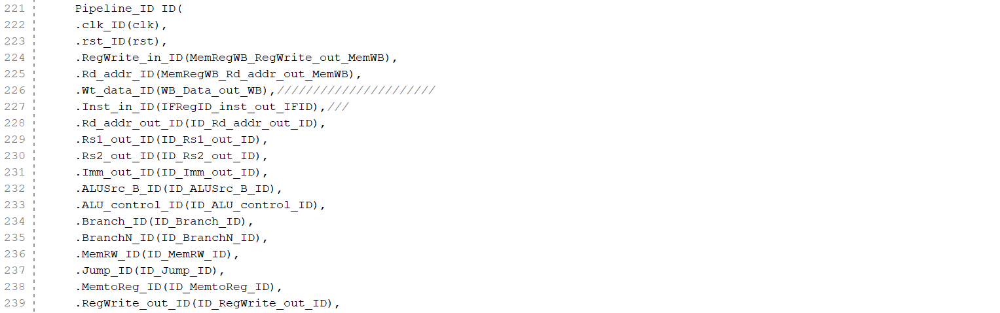 221 Pipeline_ID ID(
222 .clk_ID(clk),
223 .rst_ID(rst),
224 .RegWrite_in_ID(MemRegWB_RegWrite_out_MemWB),
225 .Rd_addr_ID(MemRegWB_Rd_addr_out_MemWB),
226 .Wt_data_ID(WB_Data_out_WB),//////////////////////
227 .Inst_in_ID(IFRegID_inst_out_IFID),///
228 .Rd_addr_out_ID(ID_Rd_addr_out_ID),
229 .Rs1_out_ID(ID_Rs1_out_ID),
230 .Rs2_out_ID(ID_Rs2_out_ID),
231 .Imm_out_ID(ID_Imm_out_ID),
232 .ALUSrc_B_ID(ID_ALUSrc_B_ID),
233 .ALU_control_ID(ID_ALU_control_ID),
234 .Branch_ID(ID_Branch_ID),
235 .BranchN_ID(ID_BranchN_ID),
236 .MemRW_ID(ID_MemRW_ID),
237 .Jump_ID(ID_Jump_ID),
238 .MemtoReg_ID(ID_MemtoReg_ID),
239 .RegWrite_out_ID(ID_RegWrite_out_ID),